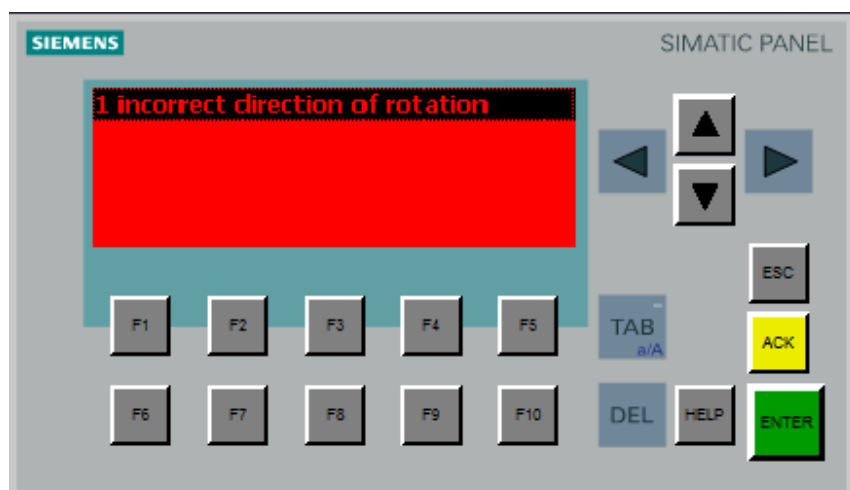 SIEMENS
SIMATIC PANEL
1 incorrect direction of rotation
ESC
F1 F2 F3 F4 F5
TAB
a/A
ACK
F6 F7 F8 F9 F10
DEL HELP ENTER